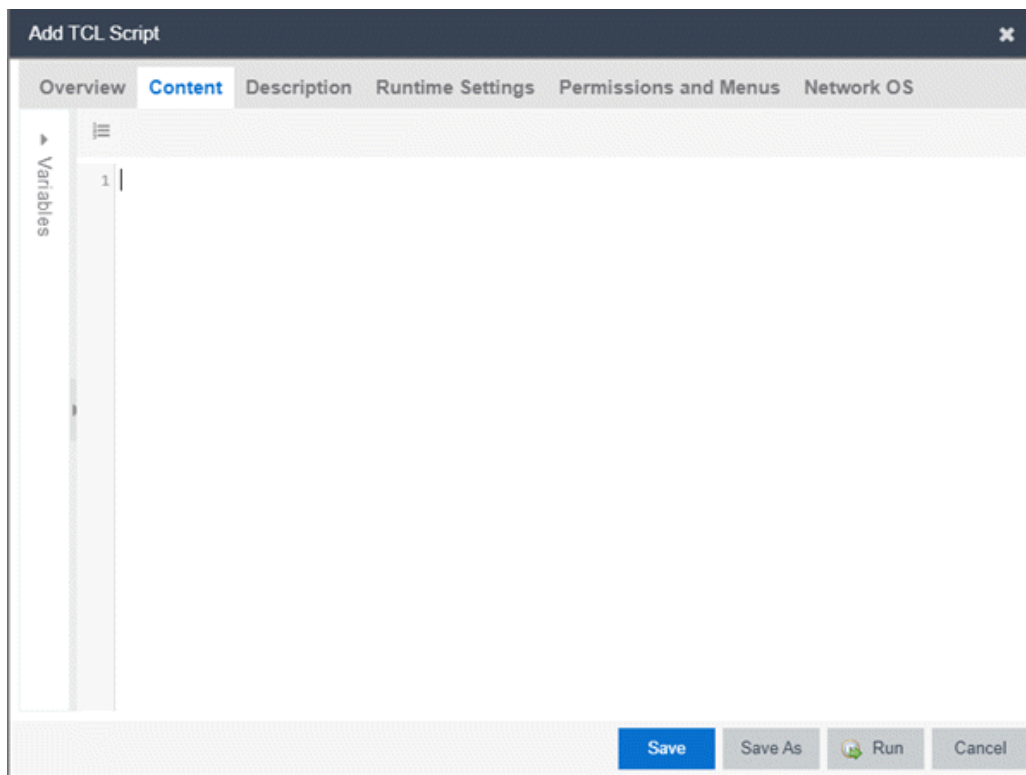 Add TCL Script
Overview Content Description Runtime Settings Permissions and Menus Network OS
Variables
1
Save Save As Run Cancel